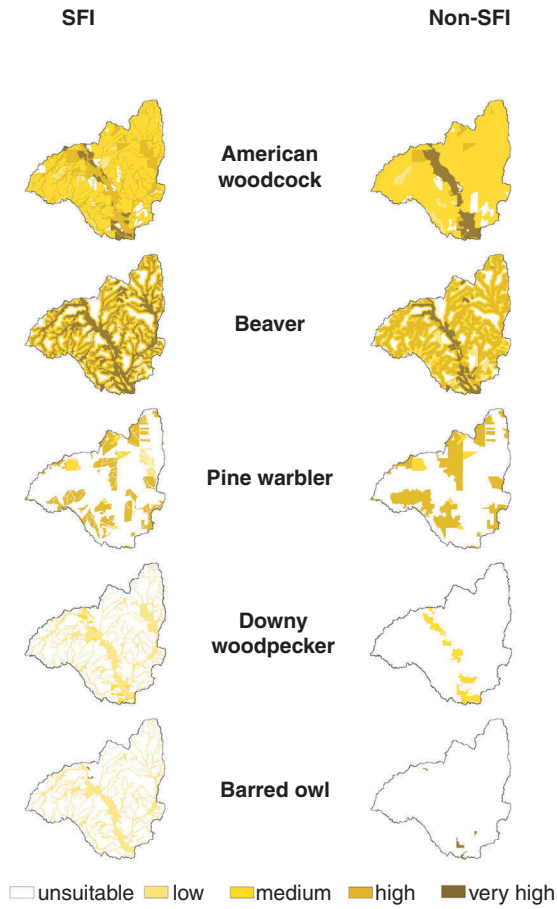 SFI
Non-SFI
American
woodcock
Beaver
Pine warbler
Downy
woodpecker
Barred owl
unsuitable
low
medium
high
very high